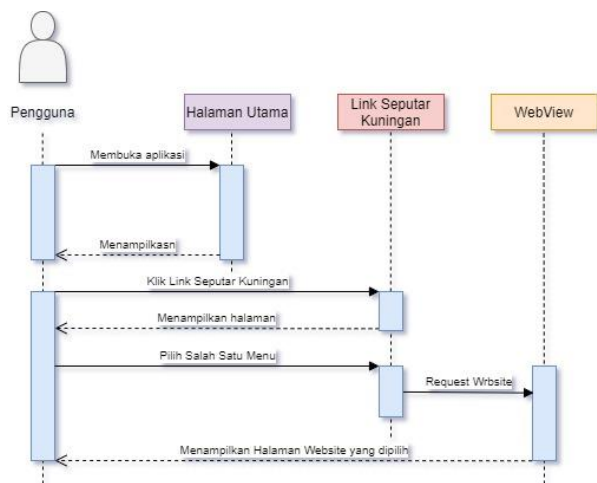 Pengguna
Halaman Utama
Link Seputar
Kuningan
WebView
Membuka aplikasi
Menampilkasn
Klik Link Seputar Kuningan
Menampilkan halaman
Pilih Salah Satu Menu
Request Wrbsite
Menampilkan Halaman Website yang dipilih